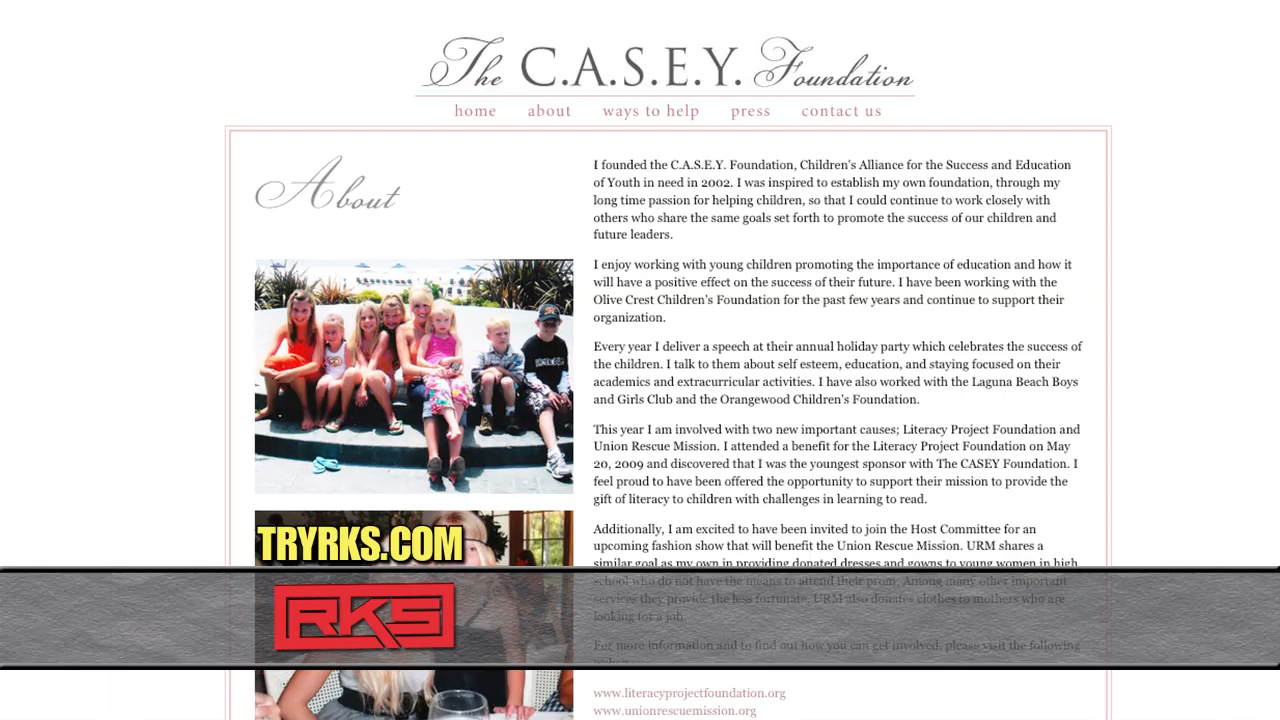 The C.A.S.E.Y. Foundation
home about ways to help press contact us
About
I founded the C.A.S.E.Y. Foundation, Children's Alliance for the Success and Education
of Youth in need in 2002. I was inspired to establish my own foundation, through my
long time passion for helping children, so that I could continue to work closely with
others who share the same goals set forth to promote the success of our children and
future leaders.
I enjoy working with young children promoting the importance of education and how it
will have a positive effect on the success of their future. I have been working with the
Olive Crest Children's Foundation for the past few years and continue to support their
organization.
Every year I deliver a speech at their annual holiday party which celebrates the success of
the children. I talk to them about self esteem, education, and staying focused on their
academics and extracurricular activities. I have also worked with the Laguna Beach Boys
and Girls Club and the Orangewood Children's Foundation.
This year I am involved with two new important causes; Literacy Project Foundation and
Union Rescue Mission. I attended a benefit for the Literacy Project Foundation on May
20, 2009 and discovered that I was the youngest sponsor with The CASEY Foundation. I
feel proud to have been offered the opportunity to support their mission to provide the
gift of literacy to children with challenges in learning to read.
Additionally, I am excited to have been invited to join the Host Committee for an
upcoming fashion show that will benefit the Union Rescue Mission. URM shares a
similar goal as my own in providing donated dresses and gowns to young women in high
school who do not have the means to attend their prom. Among many other important
services they provide the less fortunate, URM also donates clothes to mothers who are
looking for a job.
For more information and to find out how you can get involved, please visit the following
www.literacyprojectfoundation.org
www.unionrescuemission.org
TRYRKS.COM
RKS